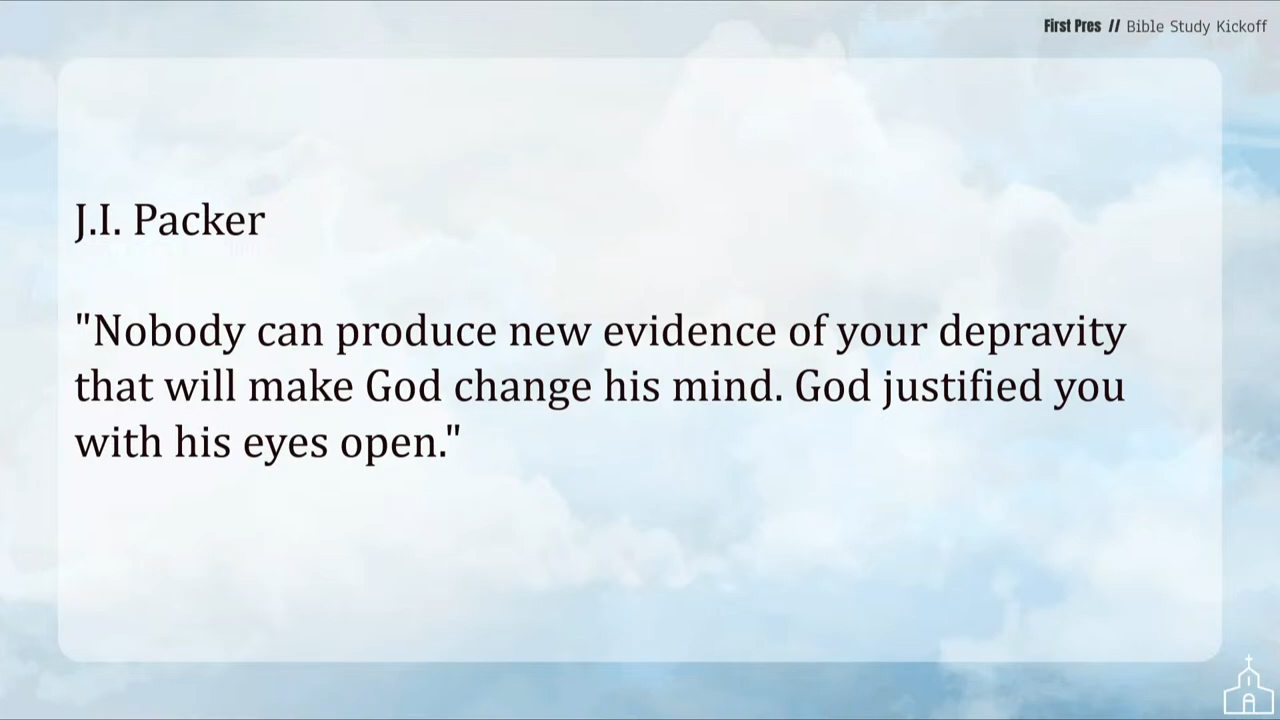 First Pres // Bible Study Kickoff
J.I. Packer
"Nobody can produce new evidence of your depravity
that will make God change his mind. God justified you
with his eyes open."